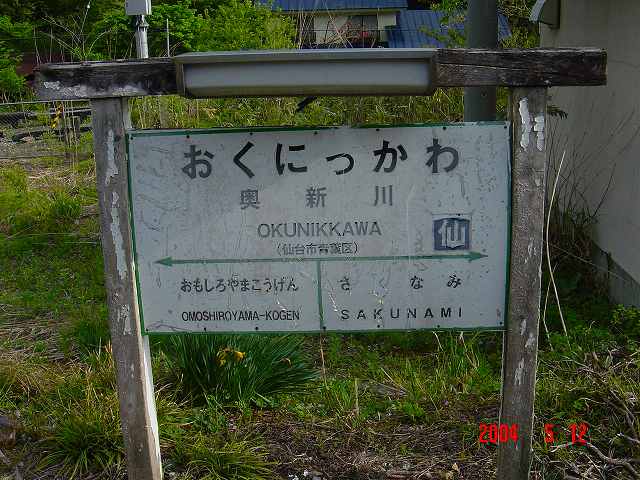 おくにっかわ
奥新川
OKUNIKKAWA
(仙台市青葉区)
仙
おもしろやまこうげん さくなみ
OMOSHIROYAMA-KOGEN SAKUNAMI
2004 5 12